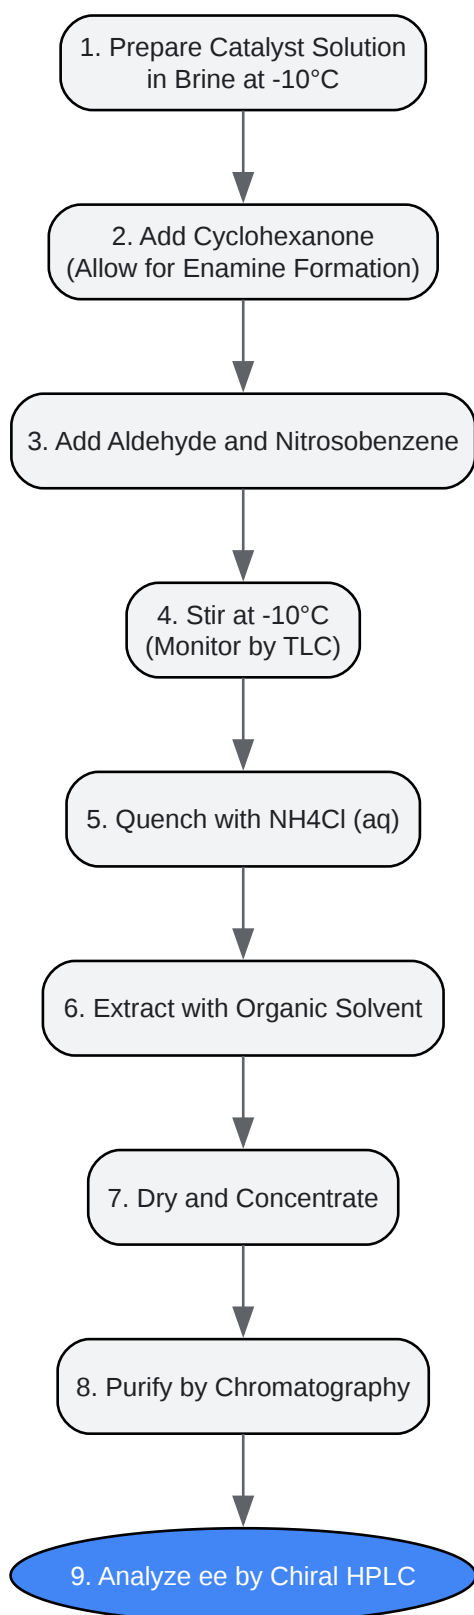 1. Prepare Catalyst Solution
in Brine at -10°C
2. Add Cyclohexanone
(Allow for Enamine Formation)
3. Add Aldehyde and Nitrosobenzene
4. Stir at -10°C
(Monitor by TLC)
5. Quench with NH4Cl (aq)
6. Extract with Organic Solvent
7. Dry and Concentrate
8. Purify by Chromatography
9. Analyze ee by Chiral HPLC